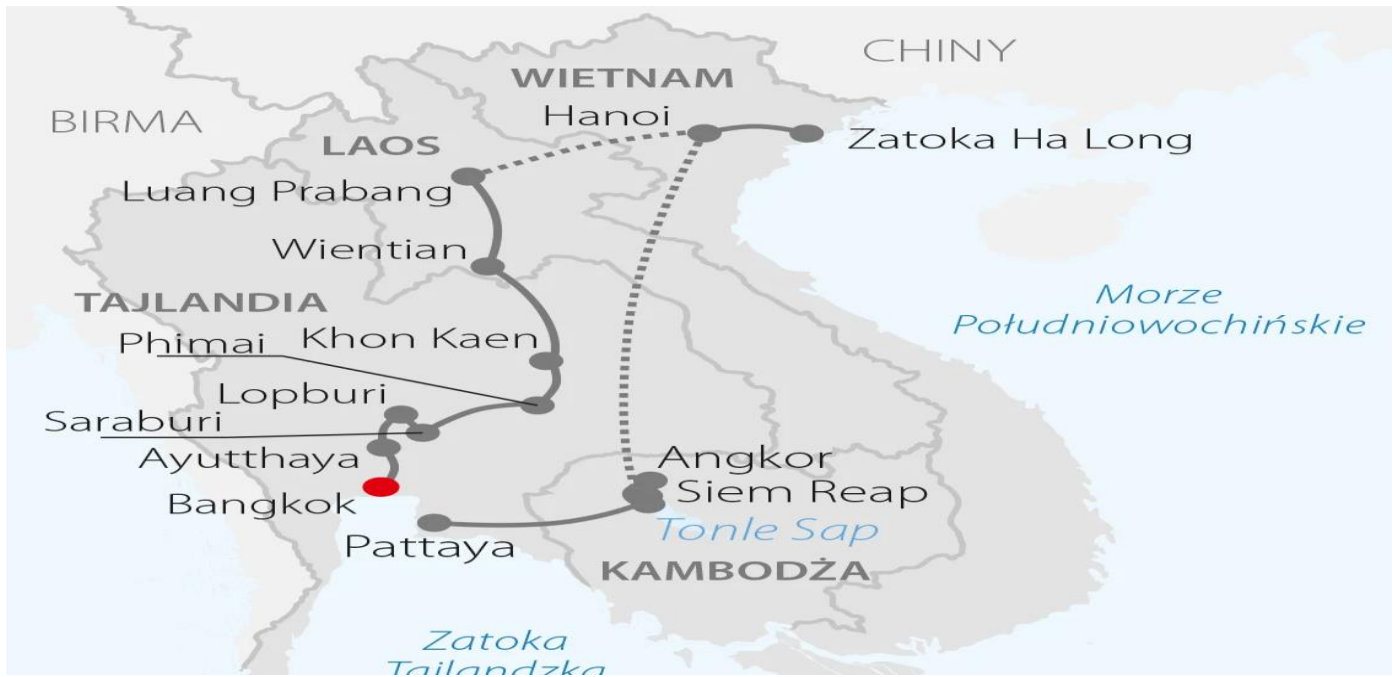 CHINY
WIETNAM
BIRMA
Hanoi
Zatoka Ha Long
LAOS
Luang Prabang
Wientian
TAJLANDIA
Morze
Południowochińskie
Phimai
Khon Kaen
Lopburi
Saraburi
Ayutthaya
Angkor
Bangkok
Siem Reap
Tonle Sap
Pattaya
KAMBODŻA
Zatoka
Tajlandzka